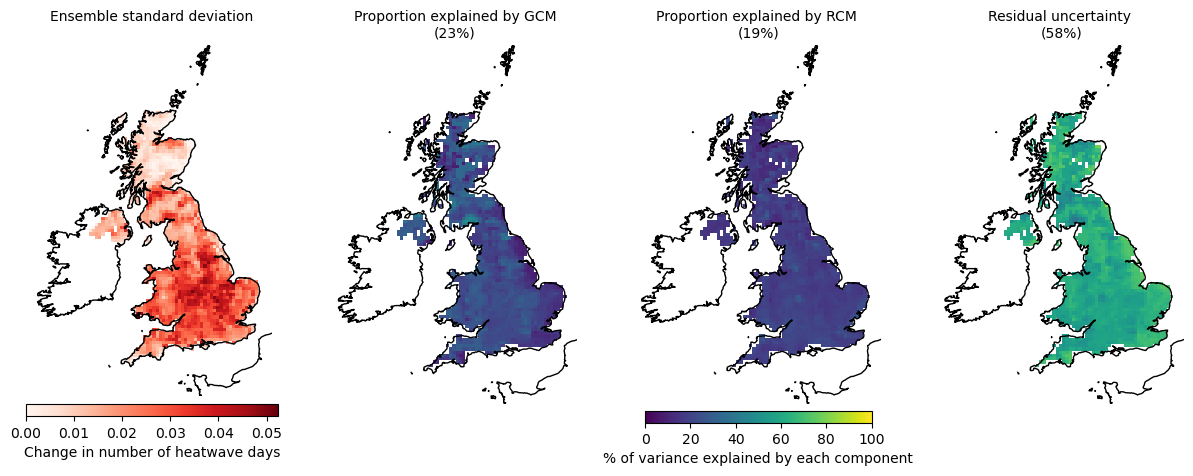 Ensemble standard deviation
Proportion explained by GCM
(23%)
Proportion explained by RCM
(19%)
Residual uncertainty
(58%)
0.00 0.01 0.02 0.03 0.04 0.05
Change in number of heatwave days
0 20 40 60 80 100
% of variance explained by each component